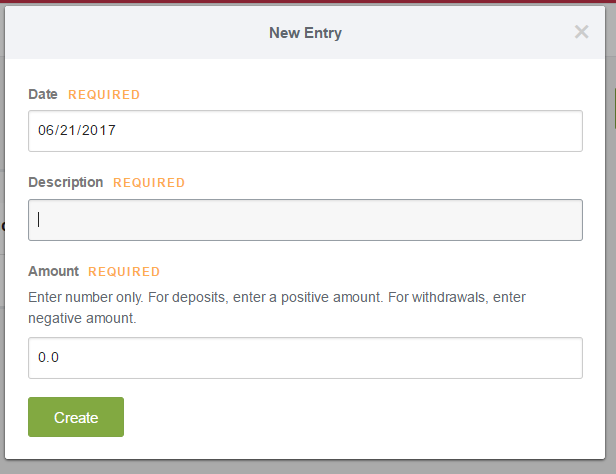 New Entry ×
Date REQUIRED
06/21/2017
Description REQUIRED
Amount REQUIRED
Enter number only. For deposits, enter a positive amount. For withdrawals, enter
negative amount.
0.0
Create